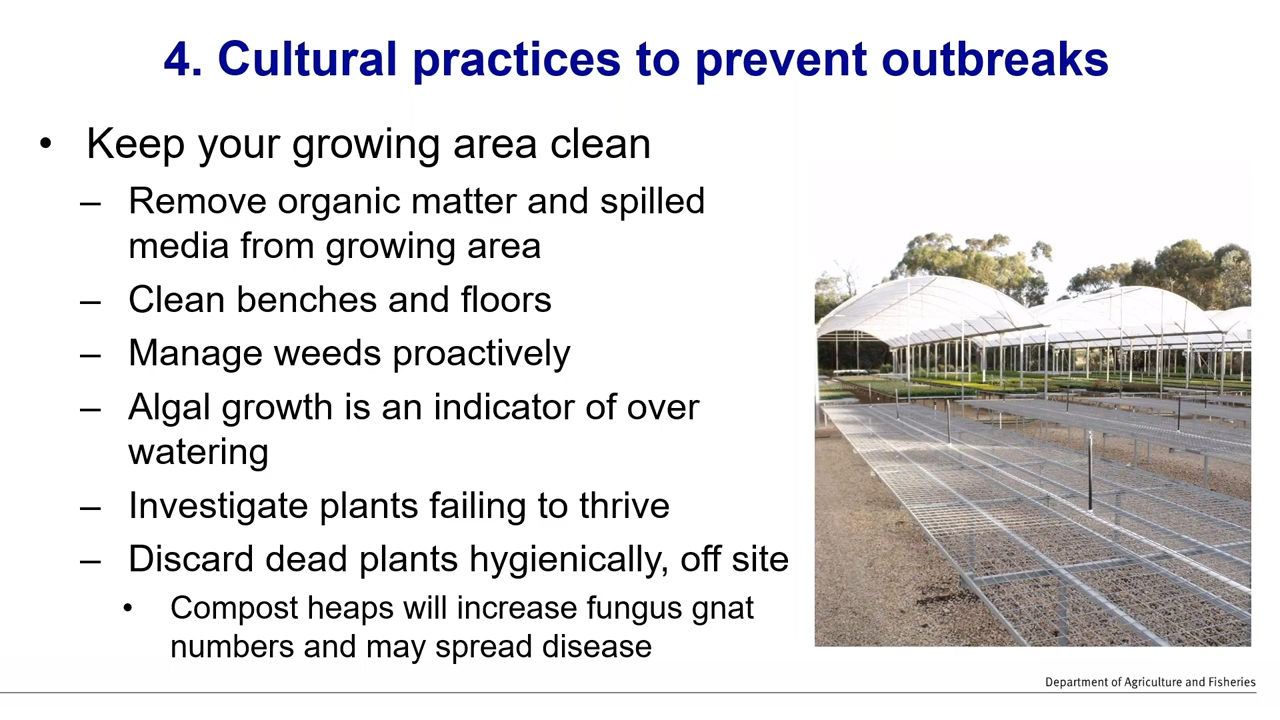 4. Cultural practices to prevent outbreaks
• Keep your growing area clean
– Remove organic matter and spilled
media from growing area
– Clean benches and floors
– Manage weeds proactively
– Algal growth is an indicator of over
watering
– Investigate plants failing to thrive
– Discard dead plants hygienically, off site
• Compost heaps will increase fungus gnat
numbers and may spread disease
Department of Agriculture and Fisheries